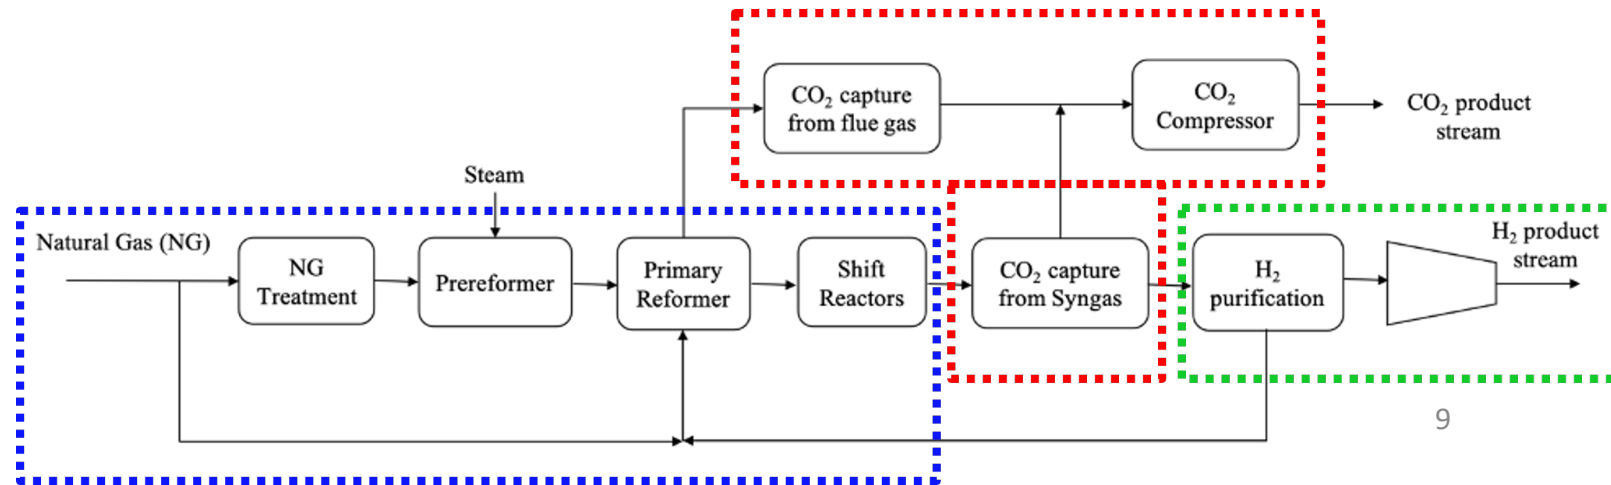 CO₂ capture
from flue gas
CO₂
Compressor
CO₂ product
stream
Steam
Natural Gas (NG)
NG
Treatment
Prereformer
Primary
Reformer
Shift
Reactors
CO₂ capture
from Syngas
H₂
purification
H₂ product
stream
9